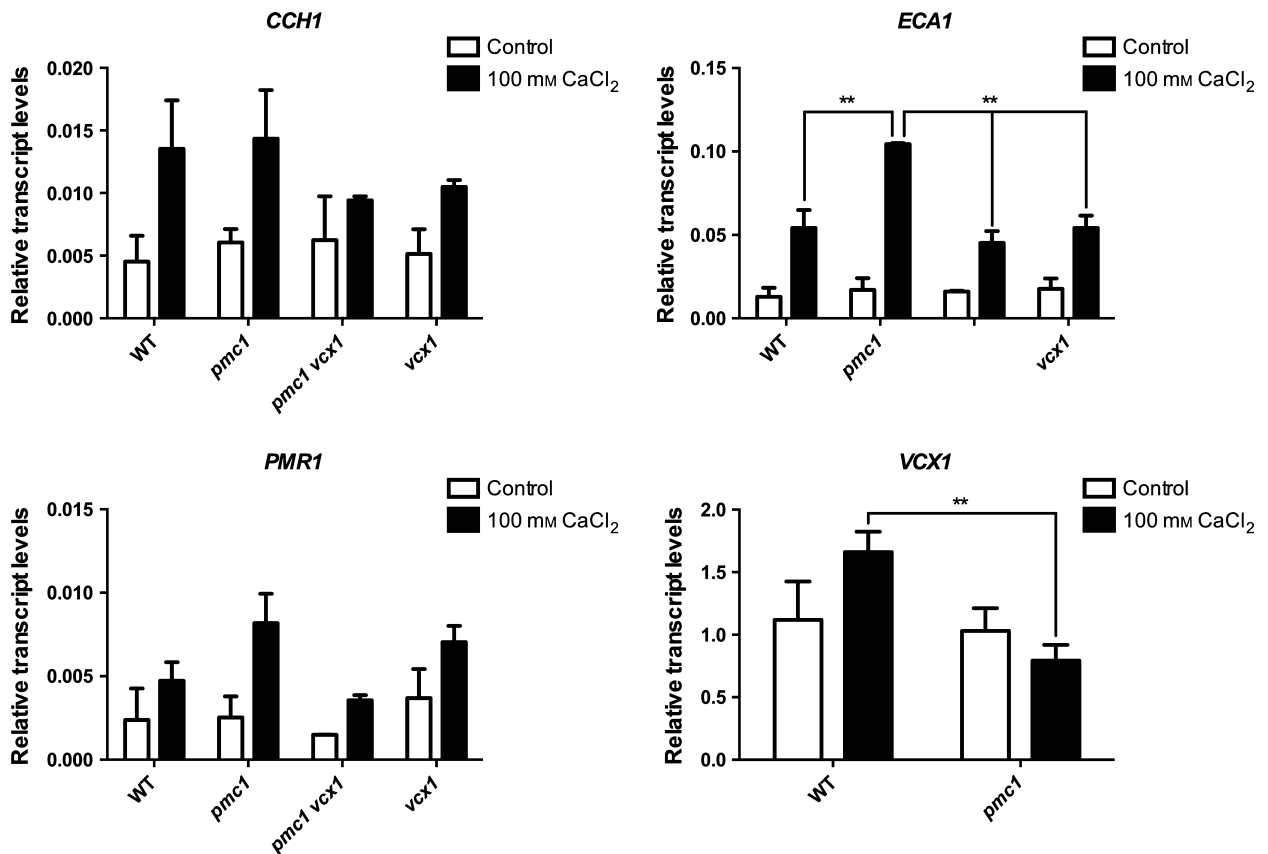 CCH1
Control
100 mM CaCl2
Relative transcript levels
0.020
0.015
0.010
0.005
0.000
WT
pmc1
pmc1 vcx1
vcx1
ECA1
Control
100 mM CaCl2
Relative transcript levels
0.15
0.10
0.05
0.00
**
**
WT
pmc1
vcx1
PMR1
Control
100 mM CaCl2
Relative transcript levels
0.015
0.010
0.005
0.000
WT
pmc1
pmc1 vcx1
vcx1
VCX1
Control
100 mM CaCl2
Relative transcript levels
2.0
1.5
1.0
0.5
0.0
**
WT
pmc1